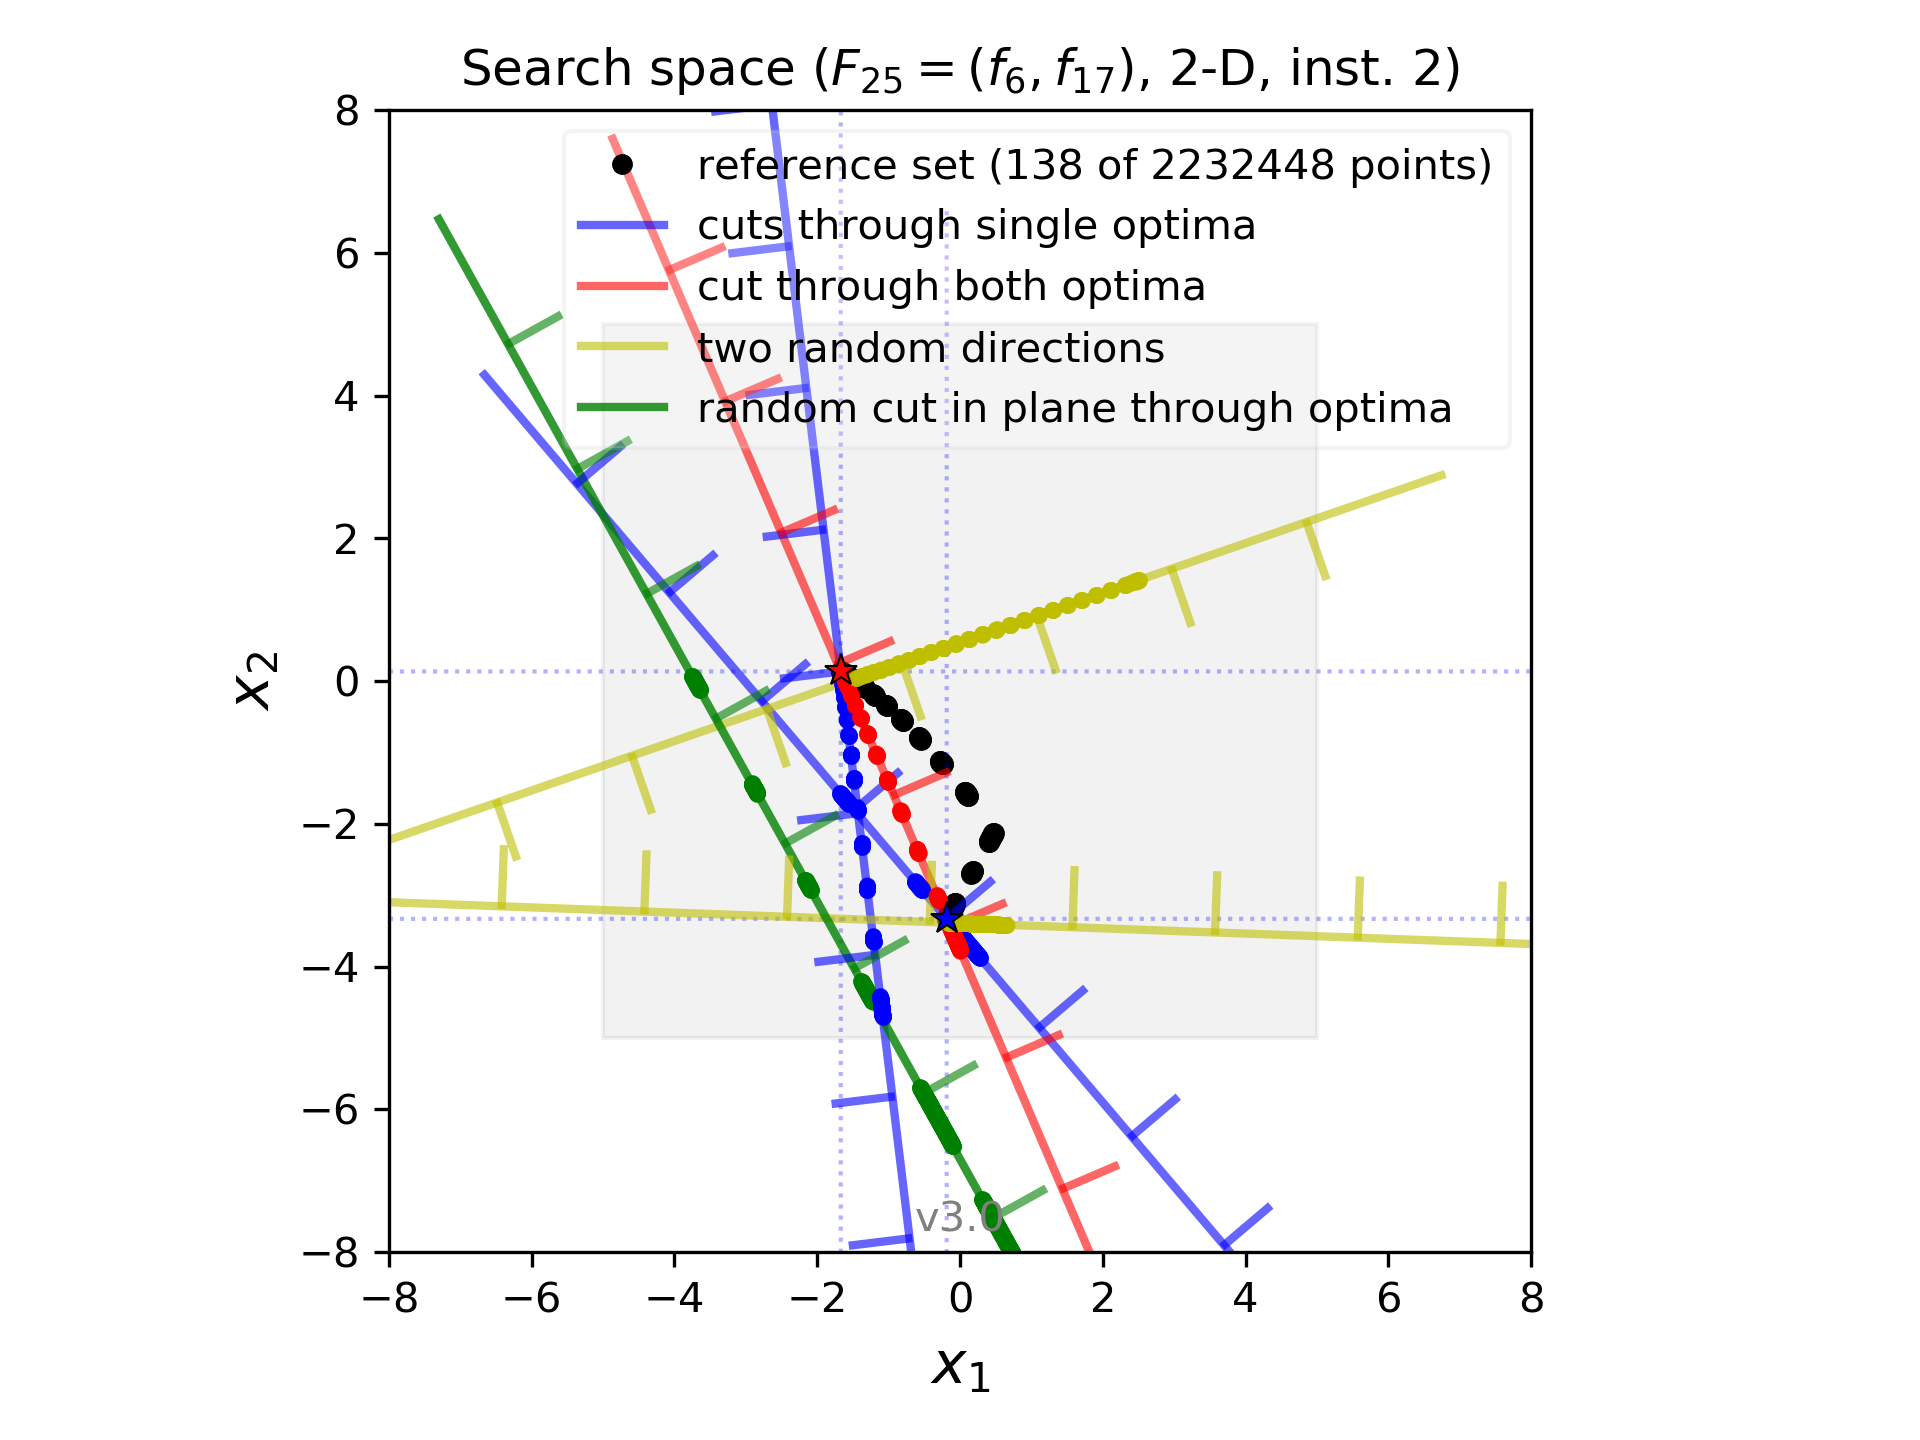 Search space (F₂₅ = (f₆, f₁₇), 2-D, inst. 2)
reference set (138 of 2232448 points)
cuts through single optima
cut through both optima
two random directions
random cut in plane through optima
8
6
4
2
0
−2
−4
−6
−8
x₂
v3.0
−8 −6 −4 −2 0 2 4 6 8
x₁